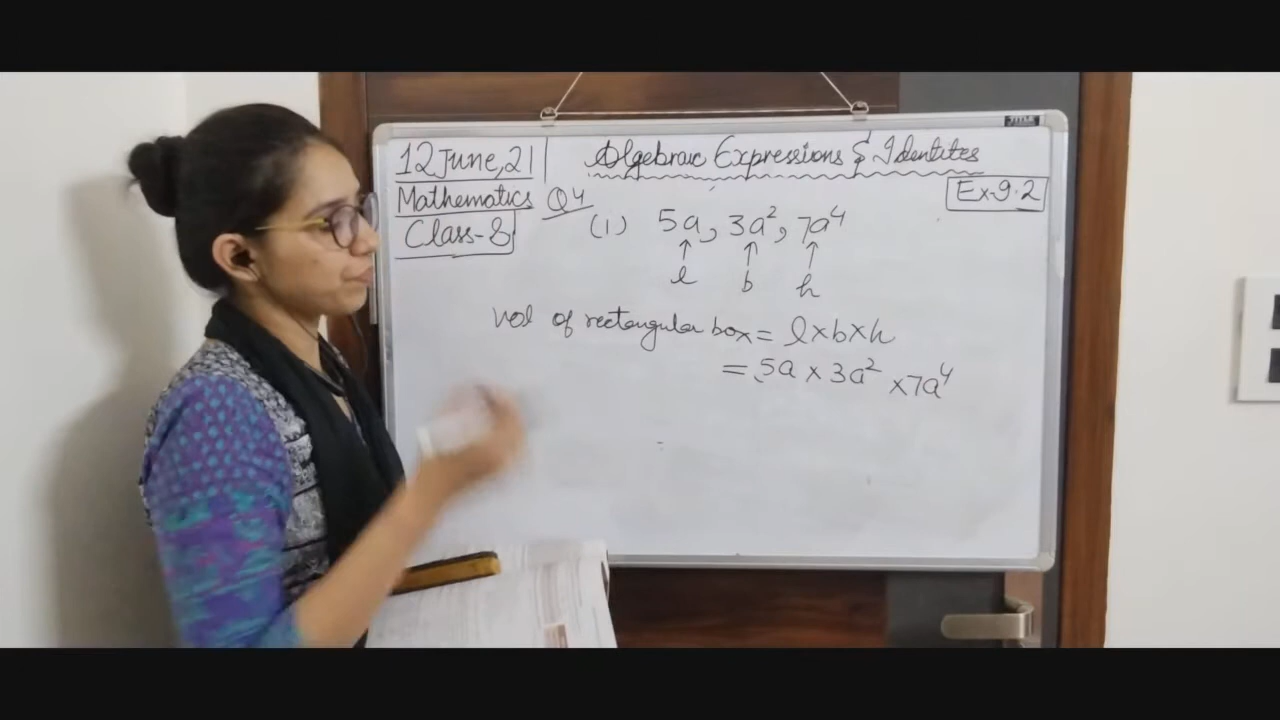 12 June, 21
Algebraic Expressions & Identites
Mathematics
Class-8
Ex-9.2
Q4
(1) 5a, 3a², 7a⁴
↑ ↑ ↑
l b h
vol of rectangular box = l×b×h
= 5a × 3a² × 7a⁴